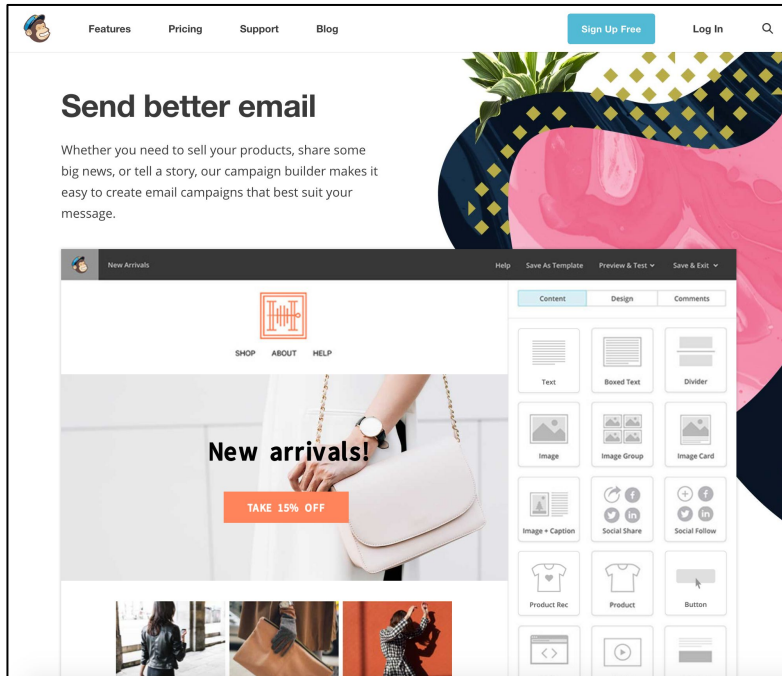 Features Pricing Support Blog Sign Up Free Log In
Send better email
Whether you need to sell your products, share some
big news, or tell a story, our campaign builder makes it
easy to create email campaigns that best suit your
message.
New Arrivals Help Save As Template Preview & Test Save & Exit
Content Design Comments
SHOP ABOUT HELP
Text Boxed Text Divider
New arrivals!
TAKE 15% OFF
Image Image Group Image Card
Image + Caption Social Share Social Follow
Product Rec Product Button